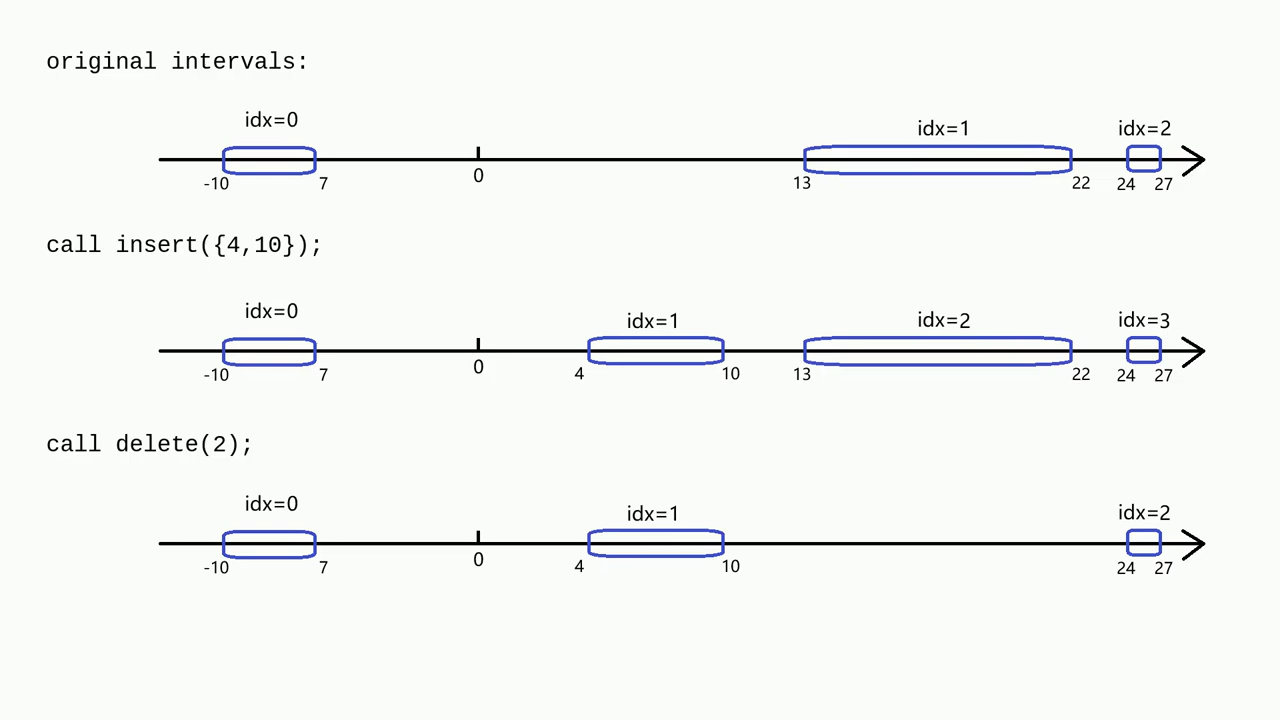 original intervals:
idx=0 idx=1 idx=2
-10 7 0 13 22 24 27
call insert({4,10});
idx=0 idx=1 idx=2 idx=3
-10 7 0 4 10 13 22 24 27
call delete(2);
idx=0 idx=1 idx=2
-10 7 0 4 10 24 27